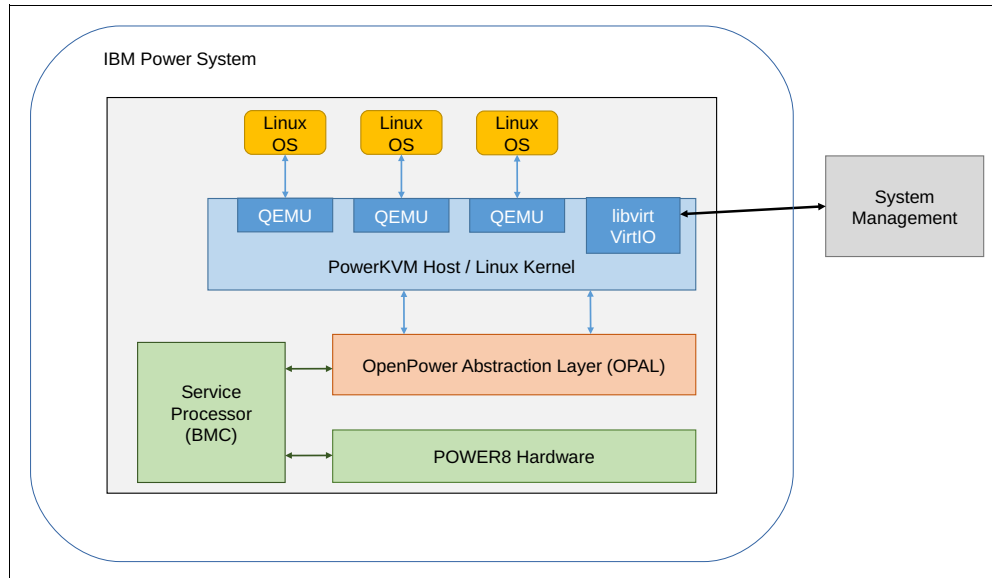 IBM Power System
Linux
OS
Linux
OS
Linux
OS
QEMU
QEMU
QEMU
libvirt
VirtIO
PowerKVM Host / Linux Kernel
System
Management
OpenPower Abstraction Layer (OPAL)
Service
Processor
(BMC)
POWER8 Hardware